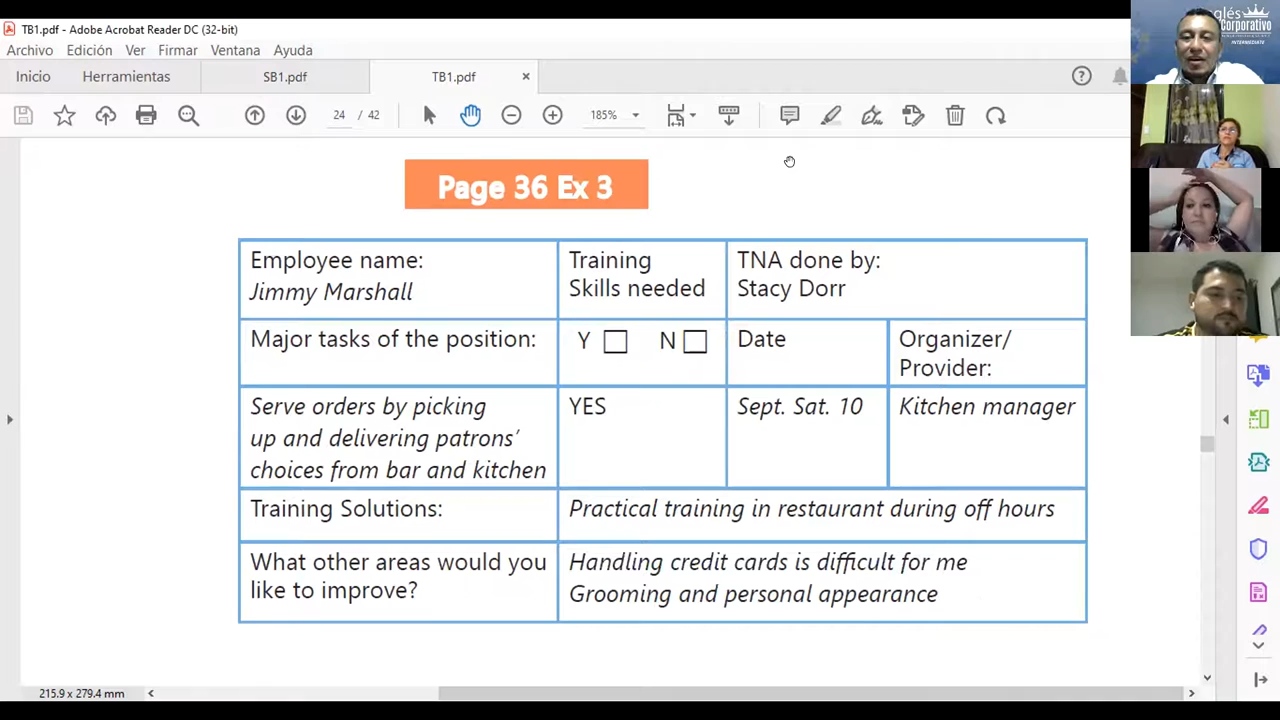 TB1.pdf - Adobe Acrobat Reader DC (32-bit)
Archivo Edición Ver Firmar Ventana Ayuda
Inicio Herramientas SB1.pdf TB1.pdf ×
24 / 42 185%
Page 36 Ex 3
Employee name:
Jimmy Marshall
Training
Skills needed
TNA done by:
Stacy Dorr
Major tasks of the position:
Y N
Date
Organizer/
Provider:
Serve orders by picking
up and delivering patrons’
choices from bar and kitchen
YES
Sept. Sat. 10
Kitchen manager
Training Solutions:
Practical training in restaurant during off hours
What other areas would you
like to improve?
Handling credit cards is difficult for me
Grooming and personal appearance
215.9 x 279.4 mm
glés
Corporativo
INTERMEDIATE